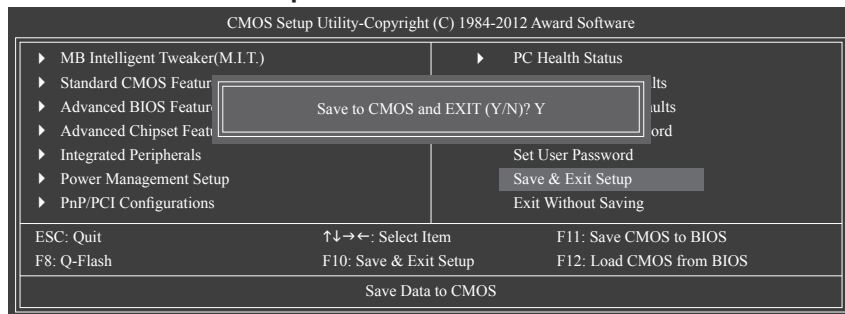 CMOS Setup Utility-Copyright (C) 1984-2012 Award Software
MB Intelligent Tweaker(M.I.T.)
Standard CMOS Featur
Advanced BIOS Featur
Advanced Chipset Feat
Integrated Peripherals
Power Management Setup
PnP/PCI Configurations
PC Health Status
lts
aults
ord
Set User Password
Save & Exit Setup
Exit Without Saving
Save to CMOS and EXIT (Y/N)? Y
ESC: Quit ↑↓→←: Select Item F11: Save CMOS to BIOS
F8: Q-Flash F10: Save & Exit Setup F12: Load CMOS from BIOS
Save Data to CMOS